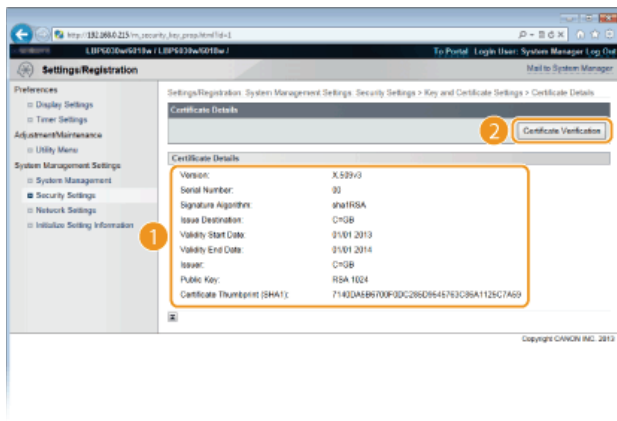 http://192.168.0.215/m_security_key_prop.html?id=1
LBP6030w/6018w / LBP6030w/6018w /
To Portal Login User: System Manager Log Out
Settings/Registration
Mail to System Manager
Preferences
Display Settings
Timer Settings
Adjustment/Maintenance
Utility Menu
System Management Settings
System Management
Security Settings
Network Settings
Initialize Setting Information
Settings/Registration: System Management Settings: Security Settings > Key and Certificate Settings > Certificate Details
Certificate Details
2 Certificate Verification
Certificate Details
1
Version: X.509v3
Serial Number: 00
Signature Algorithm: sha1RSA
Issue Destination: C=GB
Validity Start Date: 01/01 2013
Validity End Date: 01/01 2014
Issuer: C=GB
Public Key: RSA 1024
Certificate Thumbprint (SHA1):
Copyright CANON INC. 2013